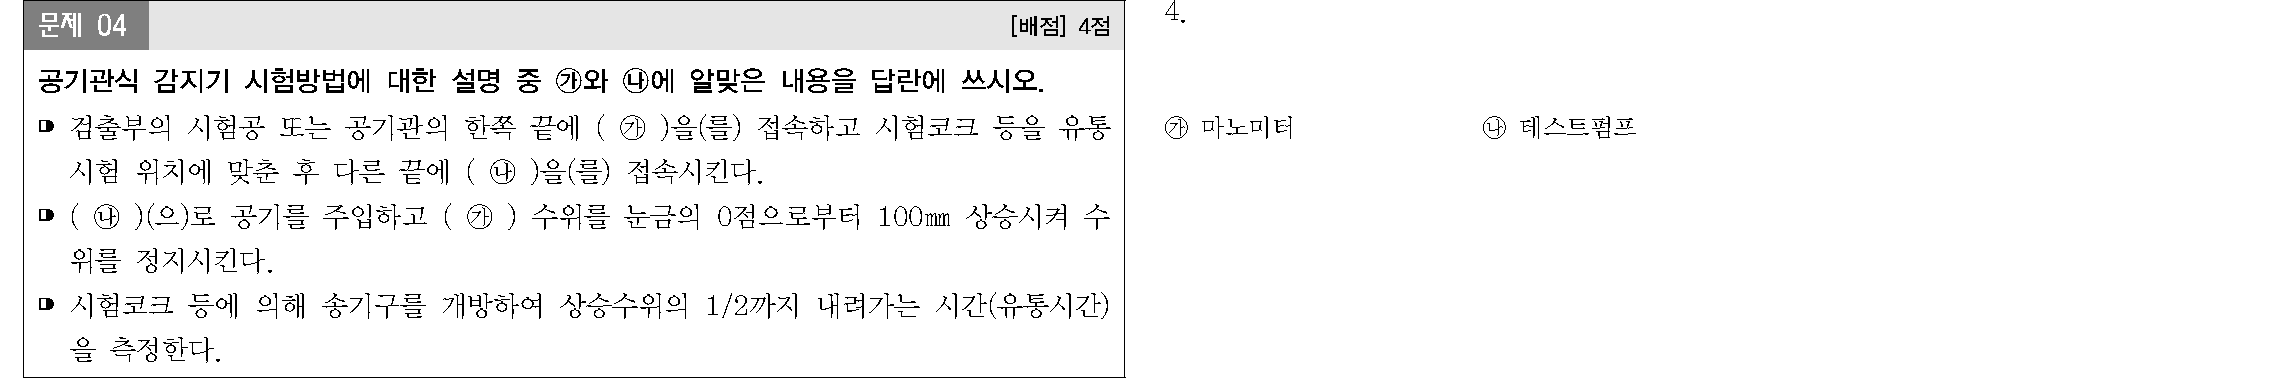 문제 04
[배점] 4점
공기관식 감지기 시험방법에 대한 설명 중 ㉮와 ㉯에 알맞은 내용을 답란에 쓰시오.
◗ 검출부의 시험공 또는 공기관의 한쪽 끝에 ( ㉮ )을(를) 접속하고 시험코크 등을 유통
시험 위치에 맞춘 후 다른 끝에 ( ㉯ )을(를) 접속시킨다.
◗ ( ㉯ )(으)로 공기를 주입하고 ( ㉮ ) 수위를 눈금의 0점으로부터 100㎜ 상승시켜 수
위를 정지시킨다.
◗ 시험코크 등에 의해 송기구를 개방하여 상승수위의 1/2까지 내려가는 시간(유통시간)
을 측정한다.
4.
㉮ 마노미터 ㉯ 테스트펌프